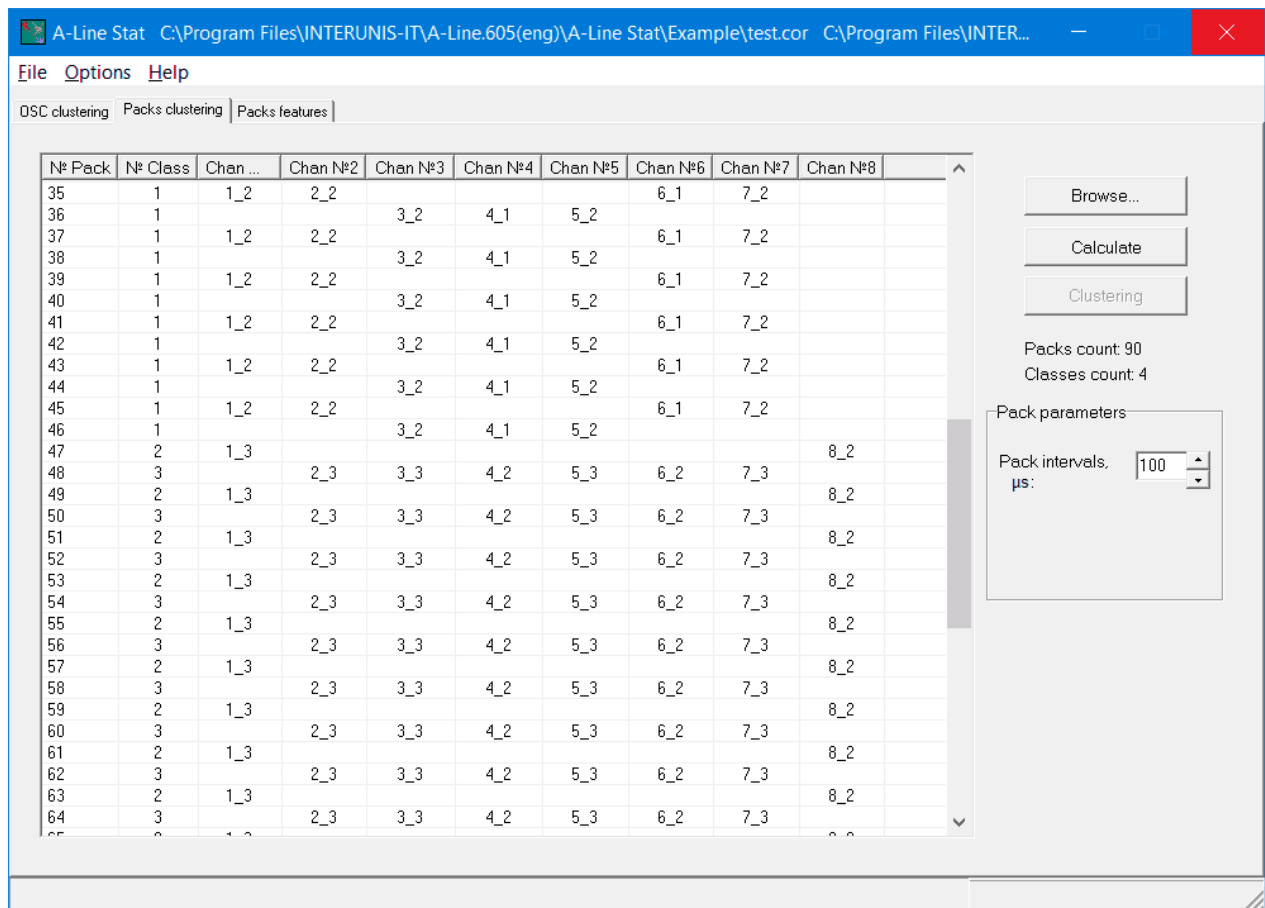 A-Line Stat C:\Program Files\INTERUNIS-IT\A-Line.605(eng)\A-Line Stat\Example\test.cor C:\Program Files\INTER...
File Options Help
OSC clustering Packs clustering Packs features
№ Pack № Class Chan ... Chan №2 Chan №3 Chan №4 Chan №5 Chan №6 Chan №7 Chan №8
35 1 1_2 2_2 6_1 7_2
36 1 3_2 4_1 5_2
37 1 1_2 2_2 6_1 7_2
38 1 3_2 4_1 5_2
39 1 1_2 2_2 6_1 7_2
40 1 3_2 4_1 5_2
41 1 1_2 2_2 6_1 7_2
42 1 3_2 4_1 5_2
43 1 1_2 2_2 6_1 7_2
44 1 3_2 4_1 5_2
45 1 1_2 2_2 6_1 7_2
46 1 3_2 4_1 5_2
47 2 1_3 8_2
48 3 2_3 3_3 4_2 5_3 6_2 7_3
49 2 1_3 8_2
50 3 2_3 3_3 4_2 5_3 6_2 7_3
51 2 1_3 8_2
52 3 2_3 3_3 4_2 5_3 6_2 7_3
53 2 1_3 8_2
54 3 2_3 3_3 4_2 5_3 6_2 7_3
55 2 1_3 8_2
56 3 2_3 3_3 4_2 5_3 6_2 7_3
57 2 1_3 8_2
58 3 2_3 3_3 4_2 5_3 6_2 7_3
59 2 1_3 8_2
60 3 2_3 3_3 4_2 5_3 6_2 7_3
61 2 1_3 8_2
62 3 2_3 3_3 4_2 5_3 6_2 7_3
63 2 1_3 8_2
64 3 2_3 3_3 4_2 5_3 6_2 7_3
Browse...
Calculate
Clustering
Packs count: 90
Classes count: 4
Pack parameters
Pack intervals, 100
µs: